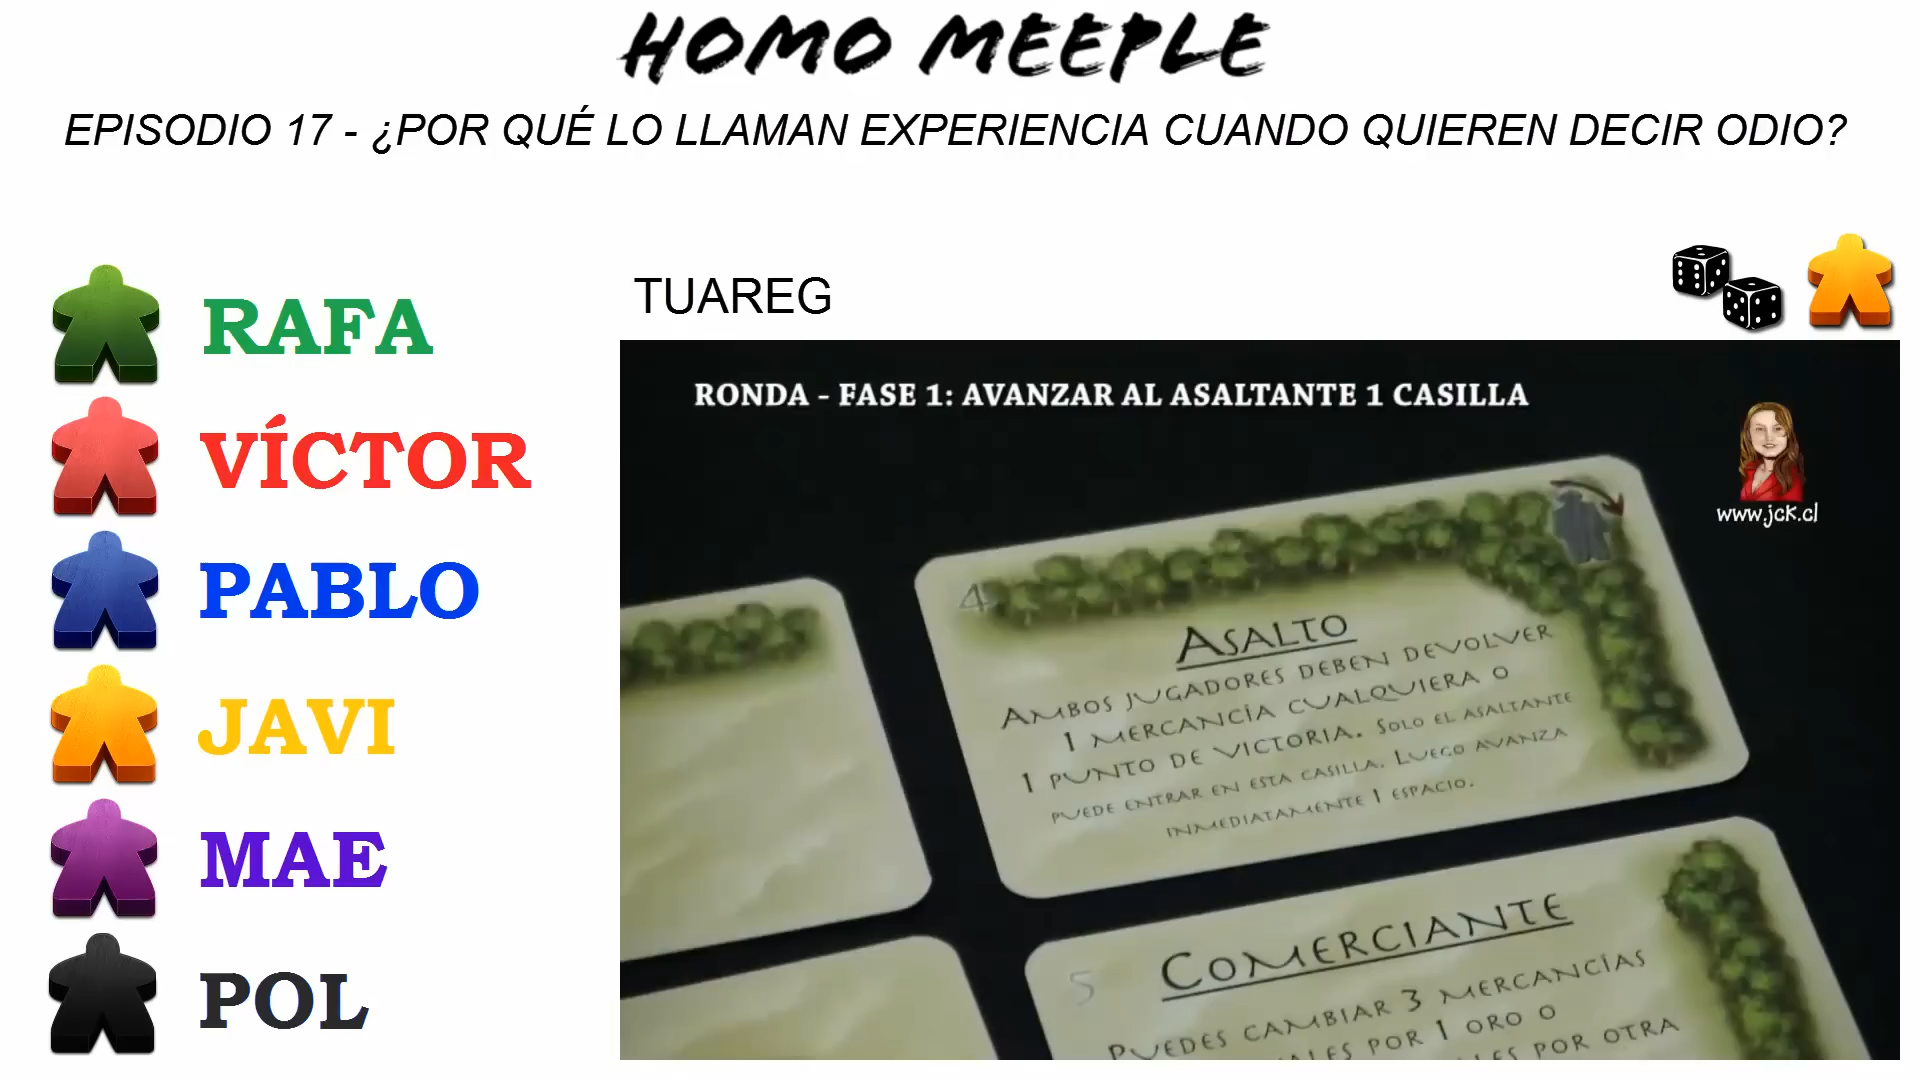 HOMO MEEPLE
EPISODIO 17 - ¿POR QUÉ LO LLAMAN EXPERIENCIA CUANDO QUIEREN DECIR ODIO?
RAFA
VÍCTOR
PABLO
JAVI
MAE
POL
TUAREG
RONDA - FASE 1: AVANZAR AL ASALTANTE 1 CASILLA
www.jck.cl
4
ASALTO
AMBOS JUGADORES DEBEN DEVOLVER
1 MERCANCÍA CUALQUIERA O
1 PUNTO DE VICTORIA. SOLO EL ASALTANTE
PUEDE ENTRAR EN ESTA CASILLA. LUEGO AVANZA
INMEDIATAMENTE 1 ESPACIO.
5
COMERCIANTE
PUEDES CAMBIAR 3 MERCANCÍAS
POR 1 ORO O
POR OTRA